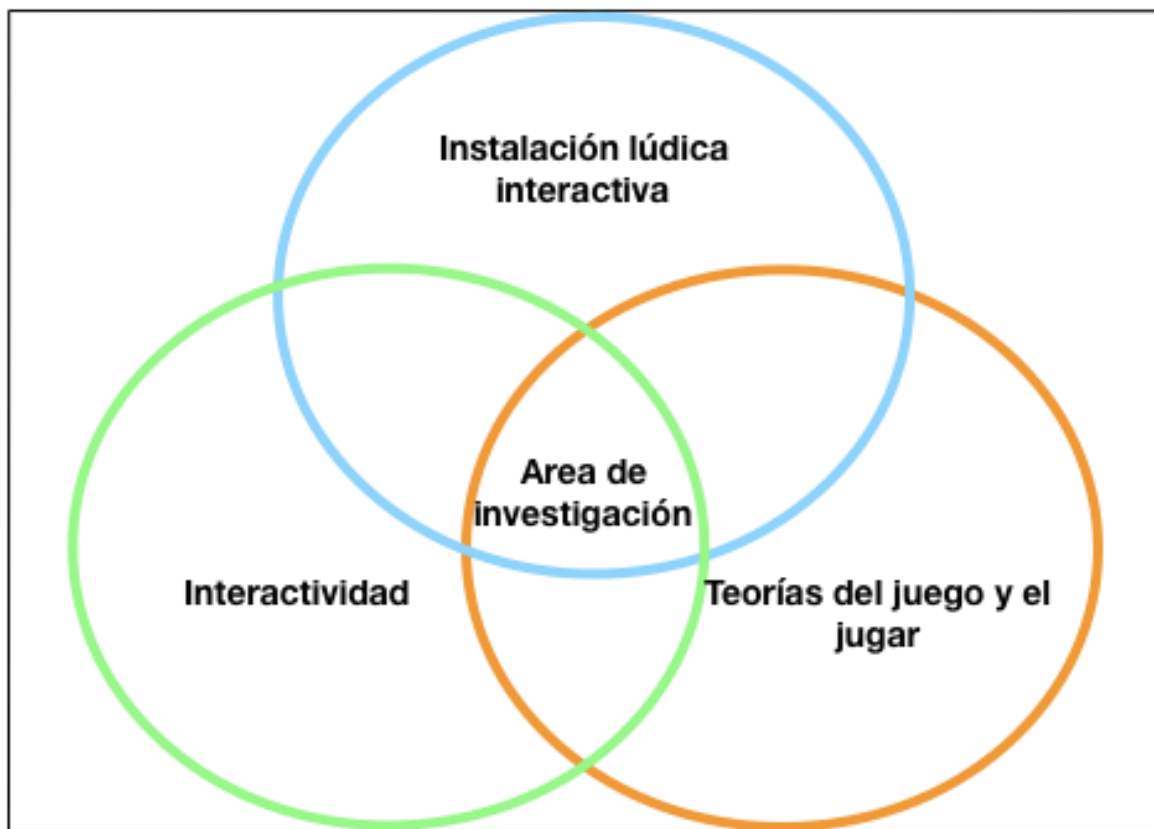 Instalación lúdica
interactiva
Area de
investigación
Interactividad
Teorías del juego y el
jugar